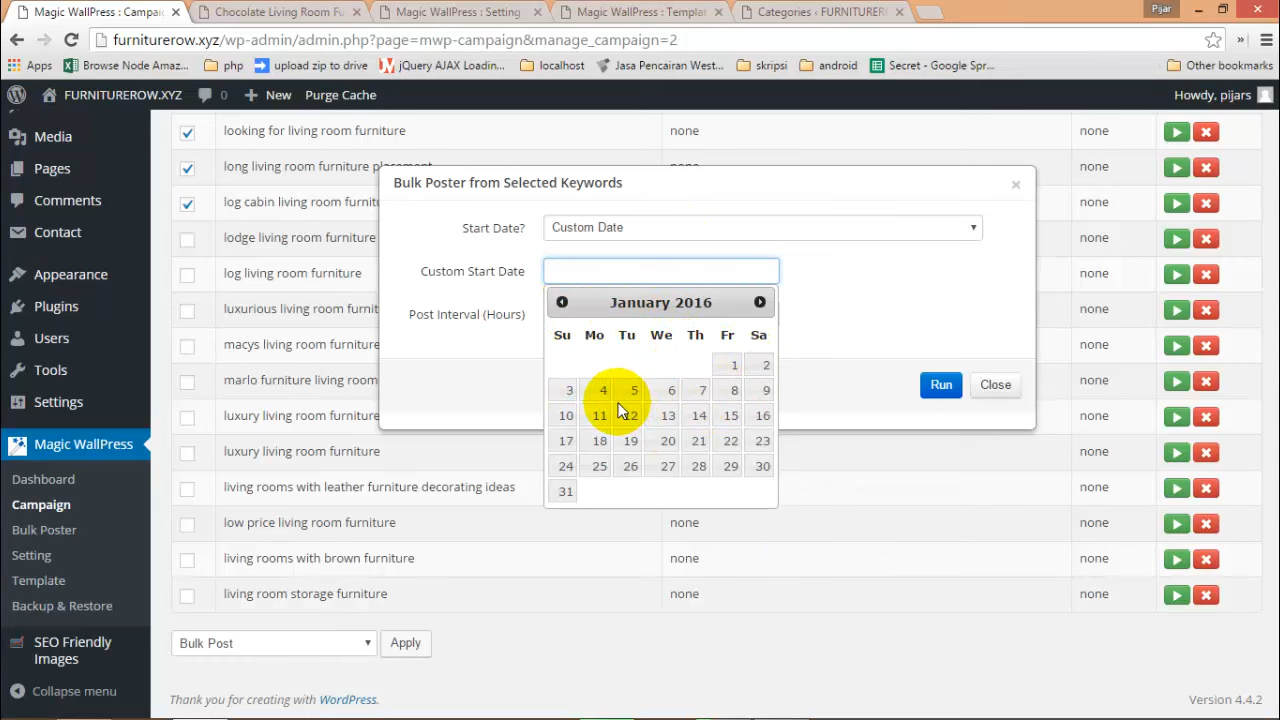 Magic WallPress : Campai
Chocolate Living Room Fu
Magic WallPress : Setting
Magic WallPress : Templat
Categories ‹ FURNITURER
Pijar
furniturerow.xyz/wp-admin/admin.php?page=mwp-campaign&manage_campaign=2
Apps
Browse Node Amaz...
php
upload zip to drive
jQuery AJAX Loadin...
localhost
Jasa Pencairan West...
skripsi
android
Secret - Google Spr...
Other bookmarks
FURNITUREROW.XYZ
0
New
Purge Cache
Howdy, pijars
Media
Pages
Comments
Contact
Appearance
Plugins
Users
Tools
Settings
Magic WallPress
Dashboard
Campaign
Bulk Poster
Setting
Template
Backup & Restore
SEO Friendly
Images
Collapse menu
looking for living room furniture none none
long living room furniture placement none none
log cabin living room furnitu none
lodge living room furniture none
log living room furniture none
luxurious living room furnitu none
macys living room furniture none
marlo furniture living room none
luxury living room furniture none
luxury living room furniture none
living rooms with leather furniture decorating ideas none
low price living room furniture none none
living rooms with brown furniture none none
living room storage furniture none none
Bulk Poster from Selected Keywords
×
Start Date? Custom Date
Custom Start Date
Post Interval (Hours)
January 2016
Su Mo Tu We Th Fr Sa
1 2
3 4 5 6 7 8 9
10 11 12 13 14 15 16
17 18 19 20 21 22 23
24 25 26 27 28 29 30
31
Run
Close
Bulk Post
Apply
Thank you for creating with WordPress.
Version 4.4.2